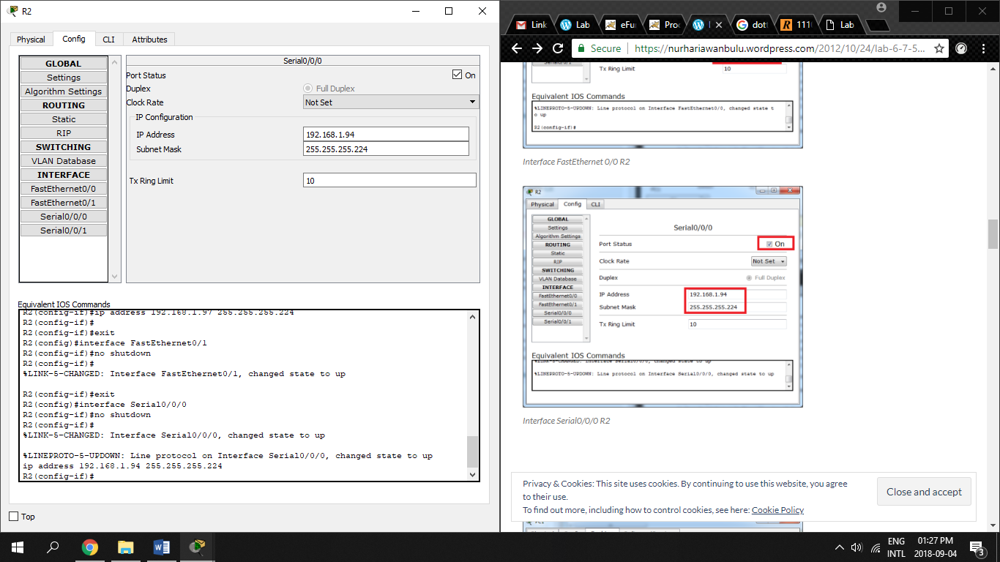 R2
Physical
Config
CLI
Attributes
GLOBAL
Settings
Algorithm Settings
ROUTING
Static
RIP
SWITCHING
VLAN Database
INTERFACE
FastEthernet0/0
FastEthernet0/1
Serial0/0/0
Serial0/0/1
Serial0/0/0
Port Status
On
Duplex
Full Duplex
Clock Rate
Not Set
IP Configuration
IP Address
192.168.1.94
Subnet Mask
255.255.255.224
Tx Ring Limit
10
Equivalent IOS Commands
R2(config-if)#ip address 192.168.1.97 255.255.255.224
R2(config-if)#
R2(config-if)#exit
R2(config)#interface FastEthernet0/1
R2(config-if)#no shutdown
R2(config-if)#
%LINK-5-CHANGED: Interface FastEthernet0/1, changed state to up
R2(config-if)#exit
R2(config)#interface Serial0/0/0
R2(config-if)#no shutdown
R2(config-if)#
%LINK-5-CHANGED: Interface Serial0/0/0, changed state to up
%LINEPROTO-5-UPDOWN: Line protocol on Interface Serial0/0/0, changed state to up
ip address 192.168.1.94 255.255.255.224
R2(config-if)#
Top
Link
Lab
eFu
Pro
dot
111
Lab
Secure
https://nurhariawanbulu.wordpress.com/2012/10/24/lab-6-7-5...
Tx Ring Limit
10
Equivalent IOS Commands
%LINEPROTO-5-UPDOWN: Line protocol on Interface FastEthernet0/0, changed state t
o up
R2(config-if)#
Interface FastEthernet 0/0 R2
R2
Physical
Config
CLI
GLOBAL
Settings
Algorithm Settings
ROUTING
Static
RIP
SWITCHING
VLAN Database
INTERFACE
FastEthernet0/0
FastEthernet0/1
Serial0/0/0
Serial0/0/1
Serial0/0/0
Port Status
On
Clock Rate
Not Set
Duplex
Full Duplex
IP Address
192.168.1.94
Subnet Mask
255.255.255.224
Tx Ring Limit
10
Equivalent IOS Commands
%LINK-5-CHANGED: Interface Serial0/0/0, changed state to up
%LINEPROTO-5-UPDOWN: Line protocol on Interface Serial0/0/0, changed state to up
Interface Serial0/0/0 R2
Privacy & Cookies: This site uses cookies. By continuing to use this website, you agree
to their use.
To find out more, including how to control cookies, see here: Cookie Policy
Close and accept
ENG
INTL
01:27 PM
2018-09-04
3